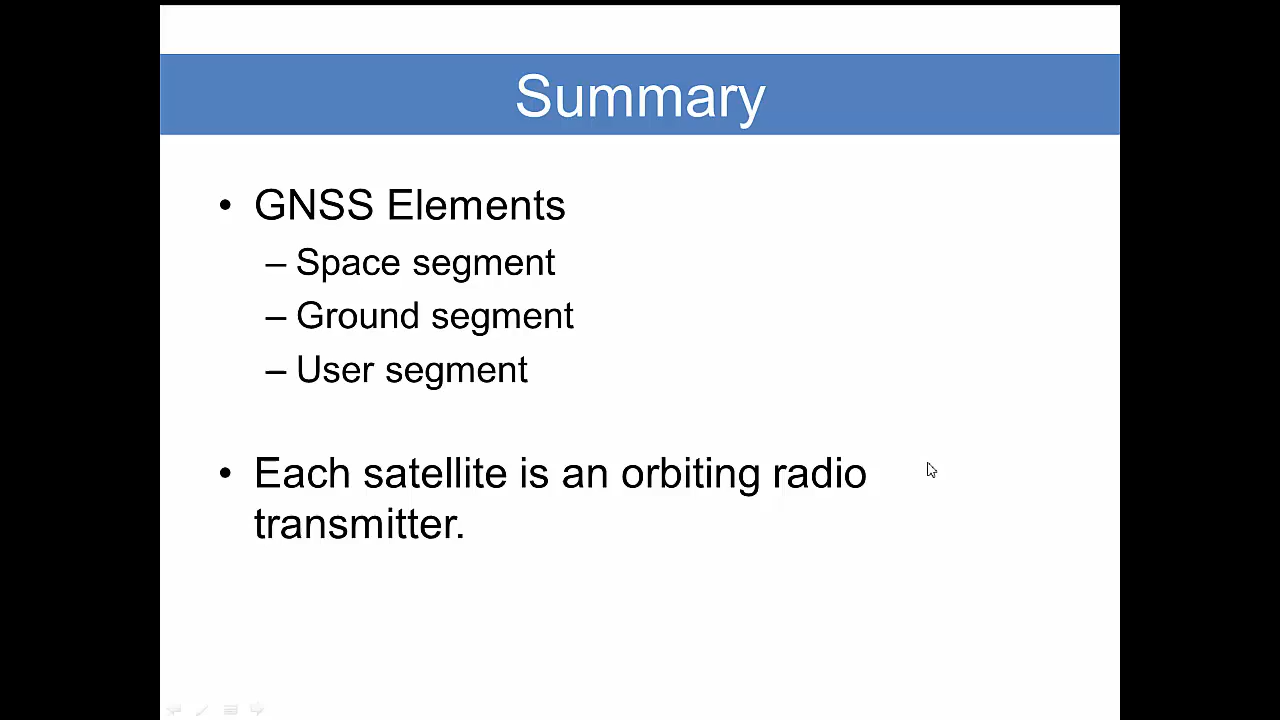 Summary
• GNSS Elements
– Space segment
– Ground segment
– User segment
• Each satellite is an orbiting radio
transmitter.